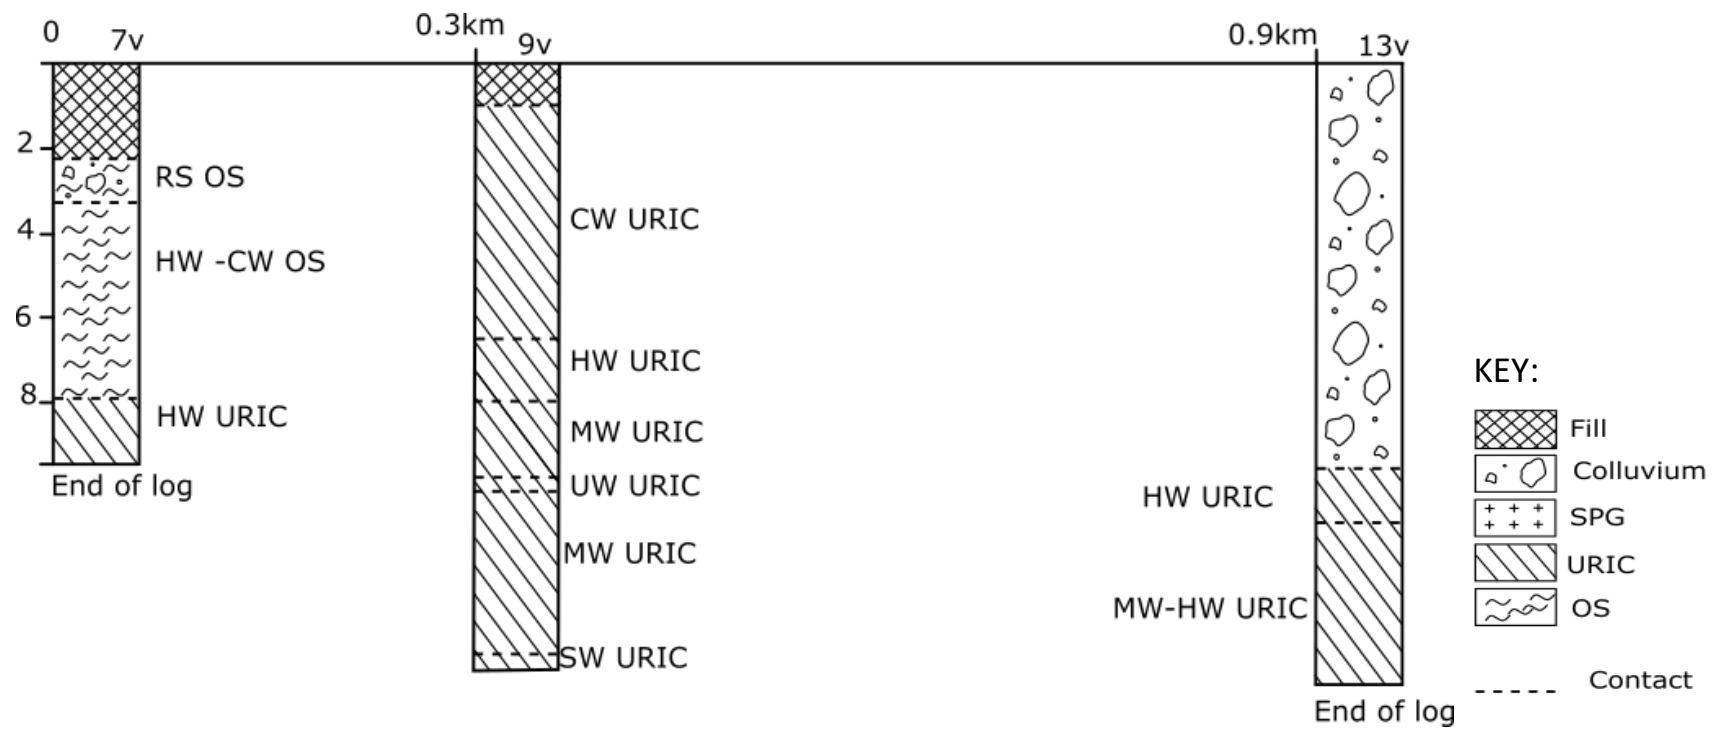 0
7v
0.3km
9v
0.9km
13v
2
4
6
8
RS OS
HW -CW OS
HW URIC
End of log
CW URIC
HW URIC
MW URIC
UW URIC
MW URIC
SW URIC
HW URIC
MW-HW URIC
End of log
KEY:
Fill
Colluvium
SPG
URIC
OS
Contact